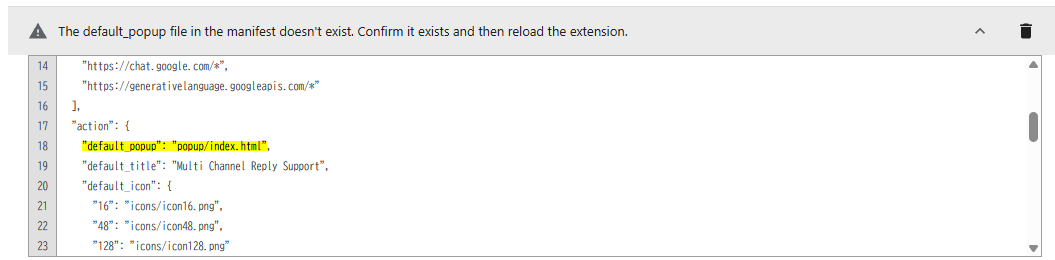 The default_popup file in the manifest doesn't exist. Confirm it exists and then reload the extension.
14 "https://chat.google.com/*",
15 "https://generativelanguage.googleapis.com/*"
16 ],
17 "action": {
18 "default_popup": "popup/index.html",
19 "default_title": "Multi Channel Reply Support",
20 "default_icon": {
21 "16": "icons/icon16.png",
22 "48": "icons/icon48.png",
23 "128": "icons/icon128.png"